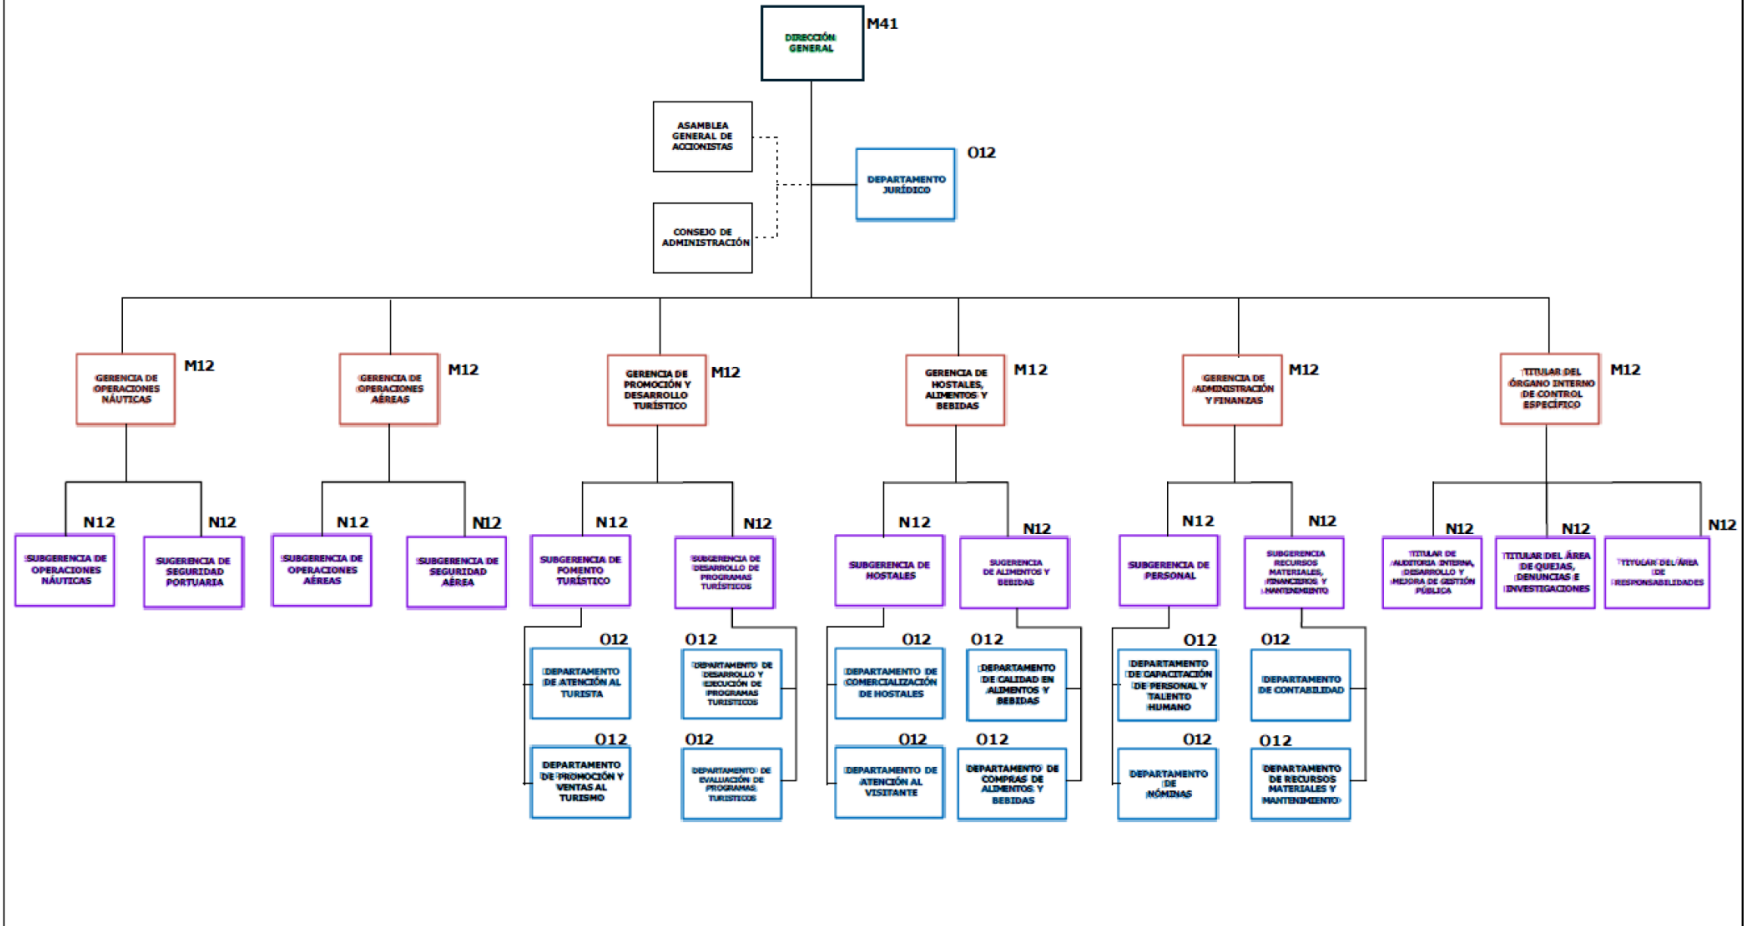 M41
DIRECCIÓN
GENERAL
ASAMBLEA
GENERAL DE
ACCIONISTAS
O12
DEPARTAMENTO
JURÍDICO
CONSEJO DE
ADMINISTRACIÓN
M12
GERENCIA DE
OPERACIONES
NÁUTICAS
M12
GERENCIA DE
OPERACIONES
AÉREAS
M12
GERENCIA DE
PROMOCIÓN Y
DESARROLLO
TURÍSTICO
M12
GERENCIA DE
HOSTALES,
ALIMENTOS Y
BEBIDAS
M12
GERENCIA DE
ADMINISTRACIÓN
Y FINANZAS
M12
TITULAR DEL
ÓRGANO INTERNO
DE CONTROL
ESPECÍFICO
N12
SUBGERENCIA DE
OPERACIONES
NÁUTICAS
N12
SUGERENCIA DE
SEGURIDAD
PORTUARIA
N12
SUBGERENCIA DE
OPERACIONES
AÉREAS
N12
SUBGERENCIA DE
SEGURIDAD
AÉREA
N12
SUBGERENCIA DE
FOMENTO
TURÍSTICO
N12
SUBGERENCIA DE
DESARROLLO DE
PROGRAMAS
TURÍSTICOS
N12
SUBGERENCIA DE
HOSTALES
N12
SUGERENCIA
DE ALIMENTOS Y
BEBIDAS
N12
SUBGERENCIA DE
PERSONAL
N12
SUBGERENCIA
RECURSOS
MATERIALES,
FINANCIEROS Y
MANTENIMIENTO
N12
TITULAR DE
AUDITORIA INTERNA,
DESARROLLO Y
MEJORA DE GESTIÓN
PÚBLICA
N12
TITULAR DEL ÁREA
DE QUEJAS,
DENUNCIAS E
INVESTIGACIONES
N12
TITULAR DEL ÁREA
DE
RESPONSABILIDADES
O12
DEPARTAMENTO
DE ATENCIÓN AL
TURISTA
O12
DEPARTAMENTO DE
DESARROLLO Y
EJECUCIÓN DE
PROGRAMAS
TURISTICOS
O12
DEPARTAMENTO DE
COMERCIALIZACIÓN
DE HOSTALES
O12
DEPARTAMENTO
DE CALIDAD EN
ALIMENTOS Y
BEBIDAS
O12
DEPARTAMENTO
DE CAPACITACIÓN
DE PERSONAL Y
TALENTO
HUMANO
O12
DEPARTAMENTO
DE CONTABILIDAD
O12
DEPARTAMENTO
DE PROMOCIÓN Y
VENTAS AL
TURISMO
O12
DEPARTAMENTO DE
EVALUACIÓN DE
PROGRAMAS
TURISTICOS
O12
DEPARTAMENTO DE
ATENCIÓN AL
VISITANTE
O12
DEPARTAMENTO DE
COMPRAS DE
ALIMENTOS Y
BEBIDAS
O12
DEPARTAMENTO
DE
NÓMINAS
O12
DEPARTAMENTO
DE RECURSOS
MATERIALES Y
MANTENIMIENTO